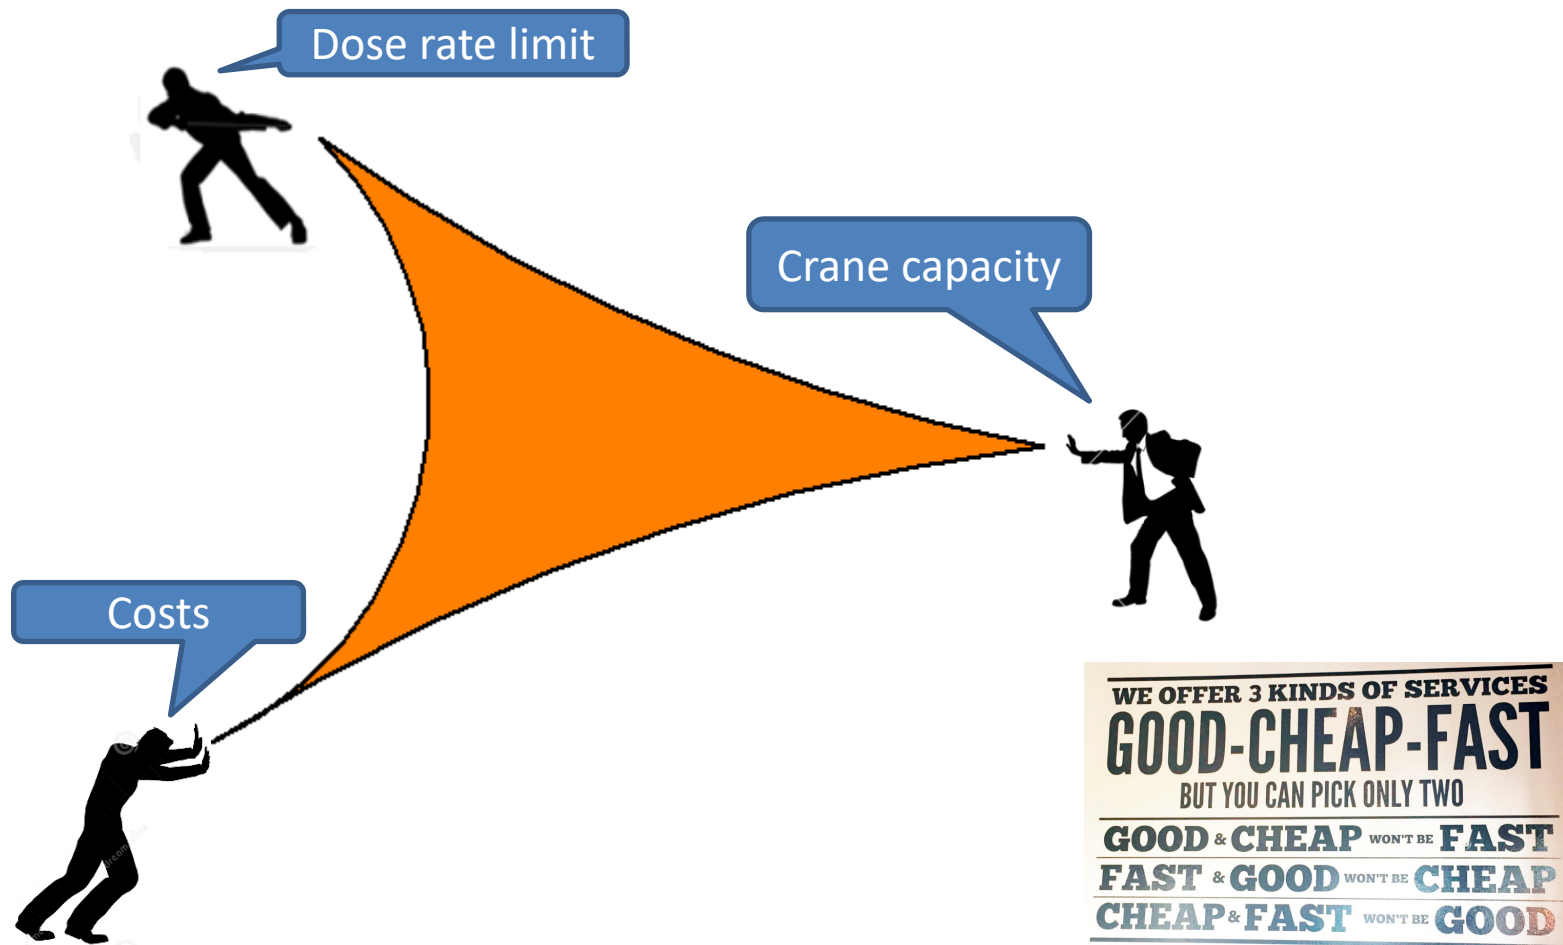 Dose rate limit
Crane capacity
Costs
WE OFFER 3 KINDS OF SERVICES
GOOD-CHEAP-FAST
BUT YOU CAN PICK ONLY TWO
GOOD & CHEAP WON'T BE FAST
FAST & GOOD WON'T BE CHEAP
CHEAP & FAST WON'T BE GOOD